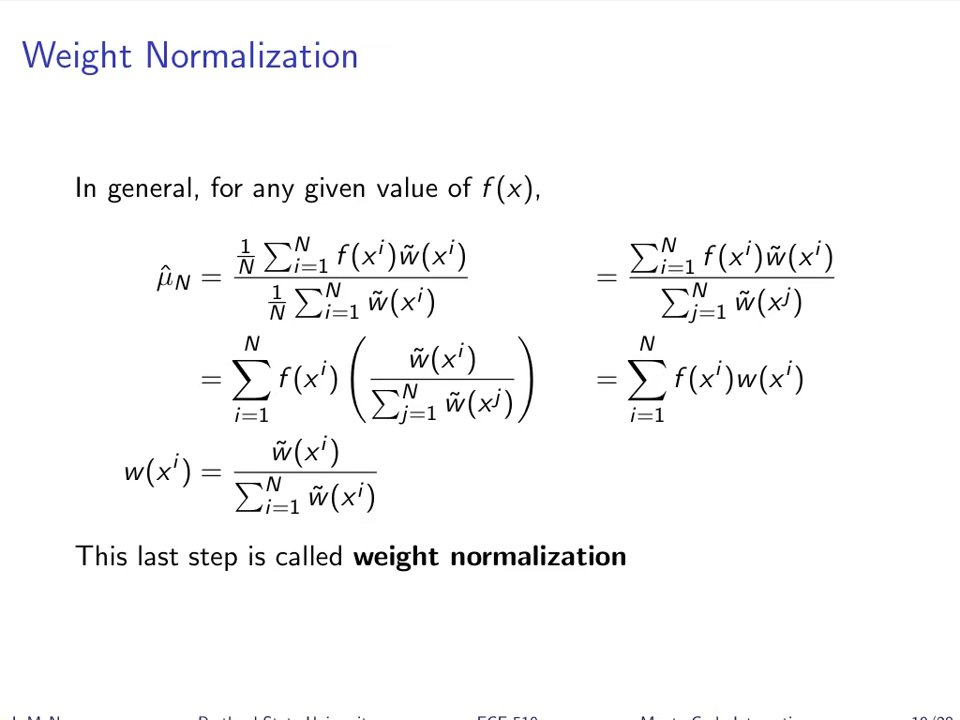 Weight Normalization
In general, for any given value of f(x),
μ̂_N = (1/N ∑_{i=1}^N f(x^i)w̃(x^i)) / (1/N ∑_{i=1}^N w̃(x^i)) = (∑_{i=1}^N f(x^i)w̃(x^i)) / (∑_{j=1}^N w̃(x^j))
= ∑_{i=1}^N f(x^i) ( w̃(x^i) / ∑_{j=1}^N w̃(x^j) ) = ∑_{i=1}^N f(x^i)w(x^i)
w(x^i) = w̃(x^i) / ∑_{i=1}^N w̃(x^i)
This last step is called weight normalization